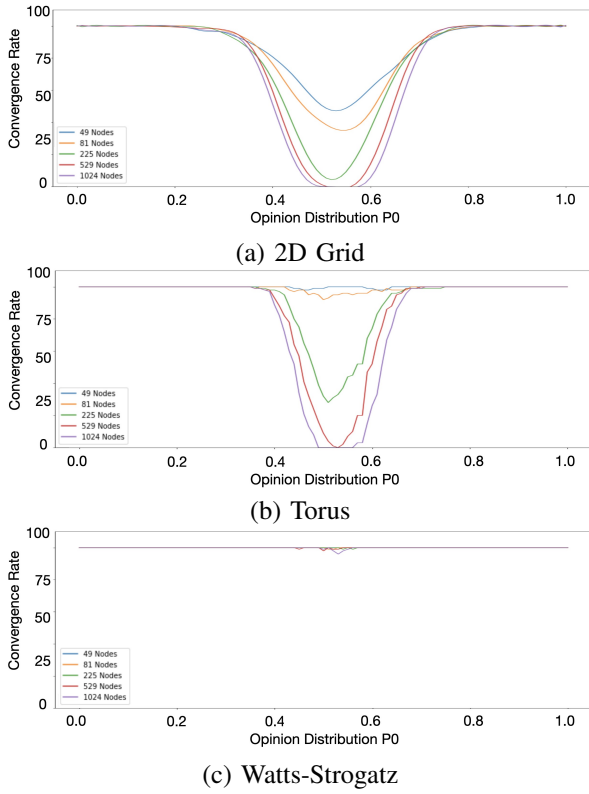 100
75
50
25
0
Convergence Rate
49 Nodes
81 Nodes
225 Nodes
529 Nodes
1024 Nodes
0.0 0.2 0.4 0.6 0.8 1.0
Opinion Distribution P0
(a) 2D Grid
100
75
50
25
0
Convergence Rate
49 Nodes
81 Nodes
225 Nodes
529 Nodes
1024 Nodes
0.0 0.2 0.4 0.6 0.8 1.0
Opinion Distribution P0
(b) Torus
100
75
50
25
0
Convergence Rate
49 Nodes
81 Nodes
225 Nodes
529 Nodes
1024 Nodes
0.0 0.2 0.4 0.6 0.8 1.0
Opinion Distribution P0
(c) Watts-Strogatz